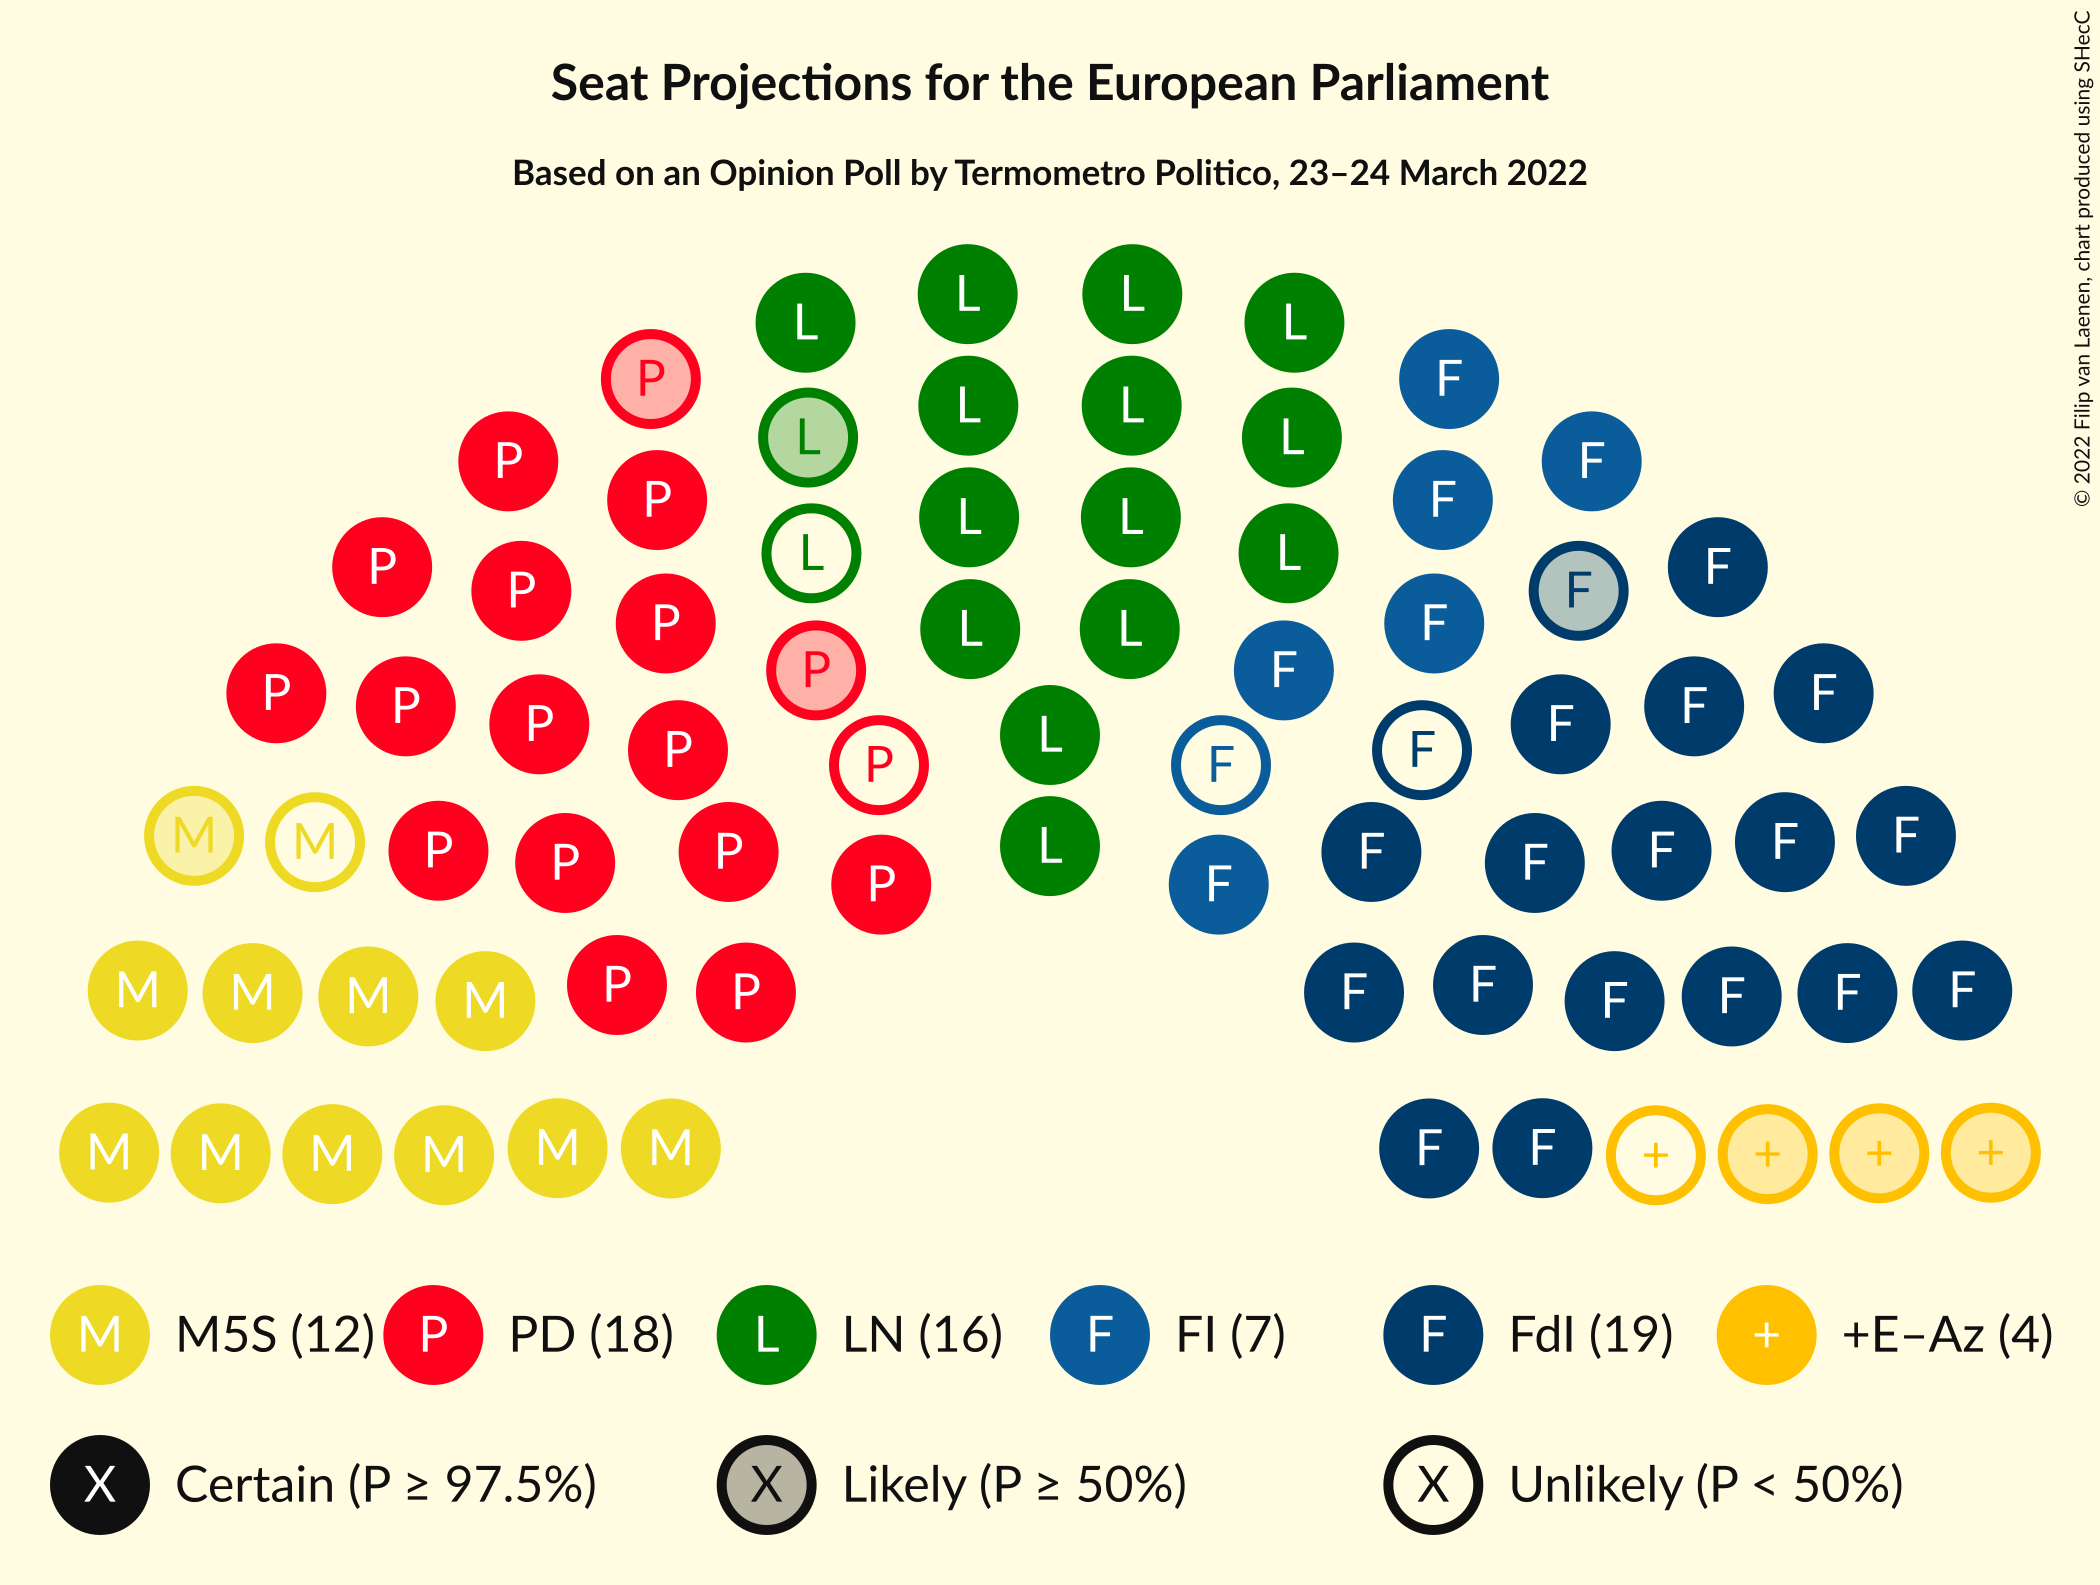 Seat Projections for the European Parliament
Based on an Opinion Poll by Termometro Politico, 23–24 March 2022
© 2022 Filip van Laenen, chart produced using SHecC
L L
L L
P F
L L
L L
P F
P F
L L
L L
P F
P F
P F
L L
P F
L L
P F
P F
P F
P F
L
P F
P F
M F
M F
L
P F
P F
P F
P F
P F
M F
M F
M F
M F
P F
M M M M M M F F + + + +
M M5S (12) P PD (18) L LN (16) F FI (7) F FdI (19) + +E–Az (4)
X Certain (P ≥ 97.5%) X Likely (P ≥ 50%) X Unlikely (P < 50%)